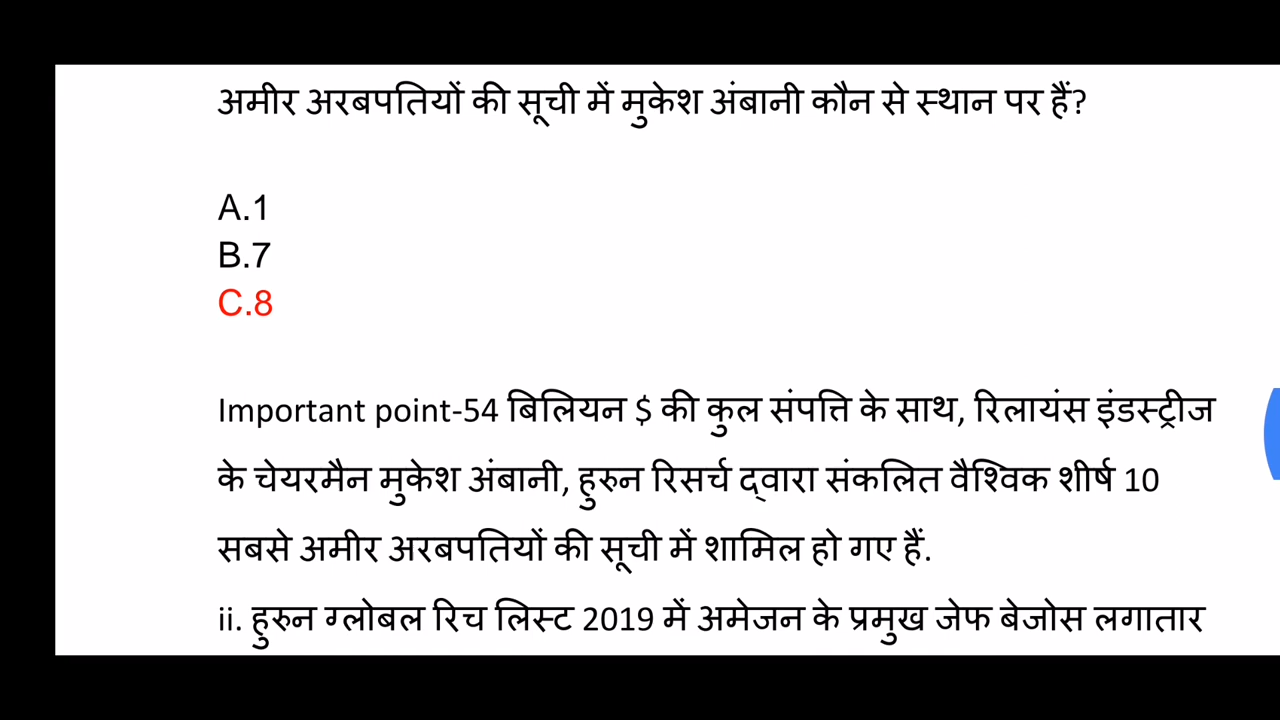 अमीर अरबपतियों की सूची में मुकेश अंबानी कौन से स्थान पर हैं?
A.1
B.7
C.8
Important point-54 बिलियन $ की कुल संपत्ति के साथ, रिलायंस इंडस्ट्रीज
के चेयरमैन मुकेश अंबानी, हुरुन रिसर्च द्वारा संकलित वैश्विक शीर्ष 10
सबसे अमीर अरबपतियों की सूची में शामिल हो गए हैं.
ii. हुरुन ग्लोबल रिच लिस्ट 2019 में अमेजन के प्रमुख जेफ बेजोस लगातार